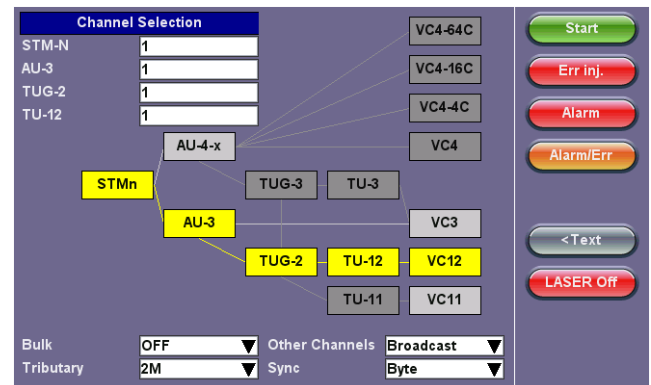 Channel Selection
STM-N 1
AU-3 1
TUG-2 1
TU-12 1
VC4-64C
VC4-16C
VC4-4C
AU-4-x VC4
STMn TUG-3 TU-3
AU-3 VC3
TUG-2 TU-12 VC12
TU-11 VC11
Bulk OFF Other Channels Broadcast
Tributary 2M Sync Byte
Start
Err inj.
Alarm
Alarm/Err
<Text
LASER Off